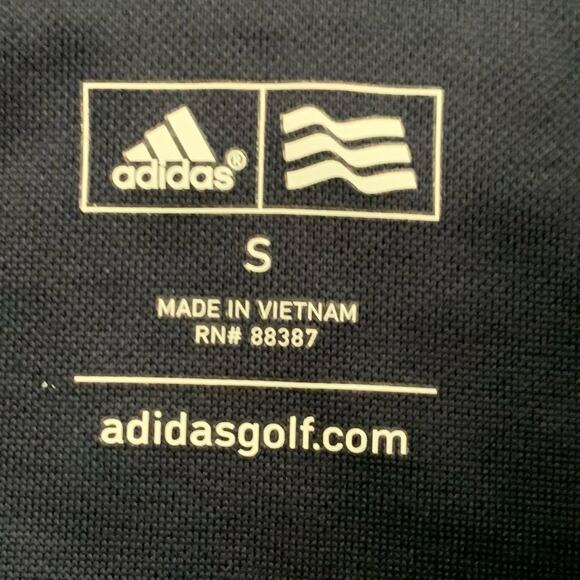 adidas®
S
MADE IN VIETNAM
RN# 88387
adidasgolf.com